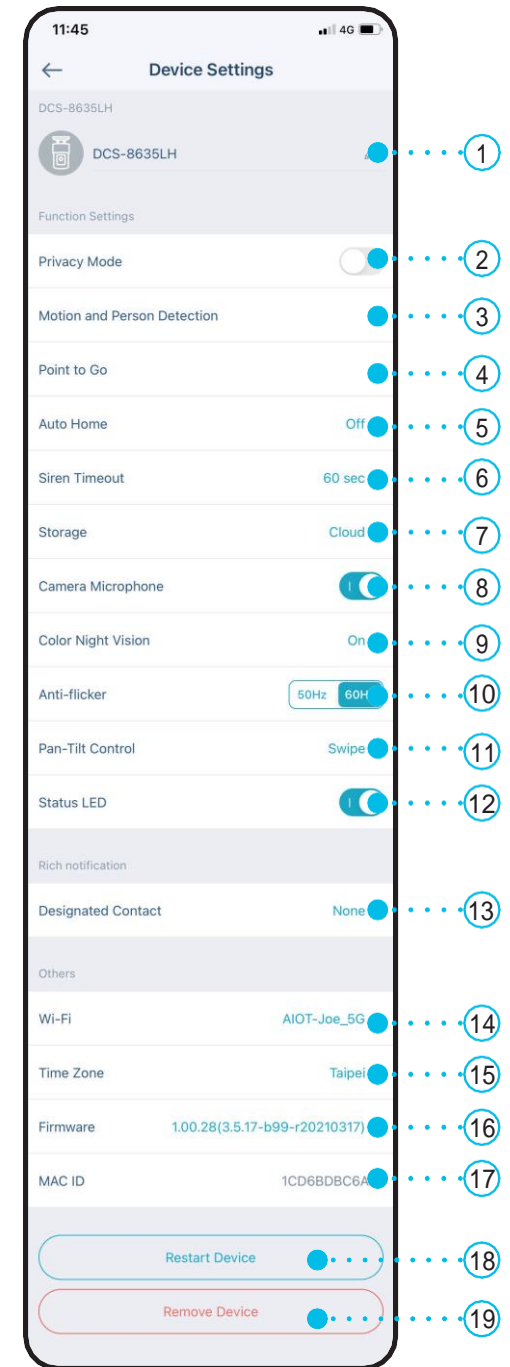 11:45 4G
Device Settings
DCS-8635LH
DCS-8635LH 1
Function Settings
Privacy Mode 2
Motion and Person Detection 3
Point to Go 4
Auto Home Off 5
Siren Timeout 60 sec 6
Storage Cloud 7
Camera Microphone 8
Color Night Vision On 9
Anti-flicker 50Hz 60H 10
Pan-Tilt Control Swipe 11
Status LED 12
Rich notification
Designated Contact None 13
Others
Wi-Fi AIOT-Joe_5G 14
Time Zone Taipei 15
Firmware 1.00.28(3.5.17-b99-r20210317) 16
MAC ID 1CD6BDBC6A 17
Restart Device 18
Remove Device 19